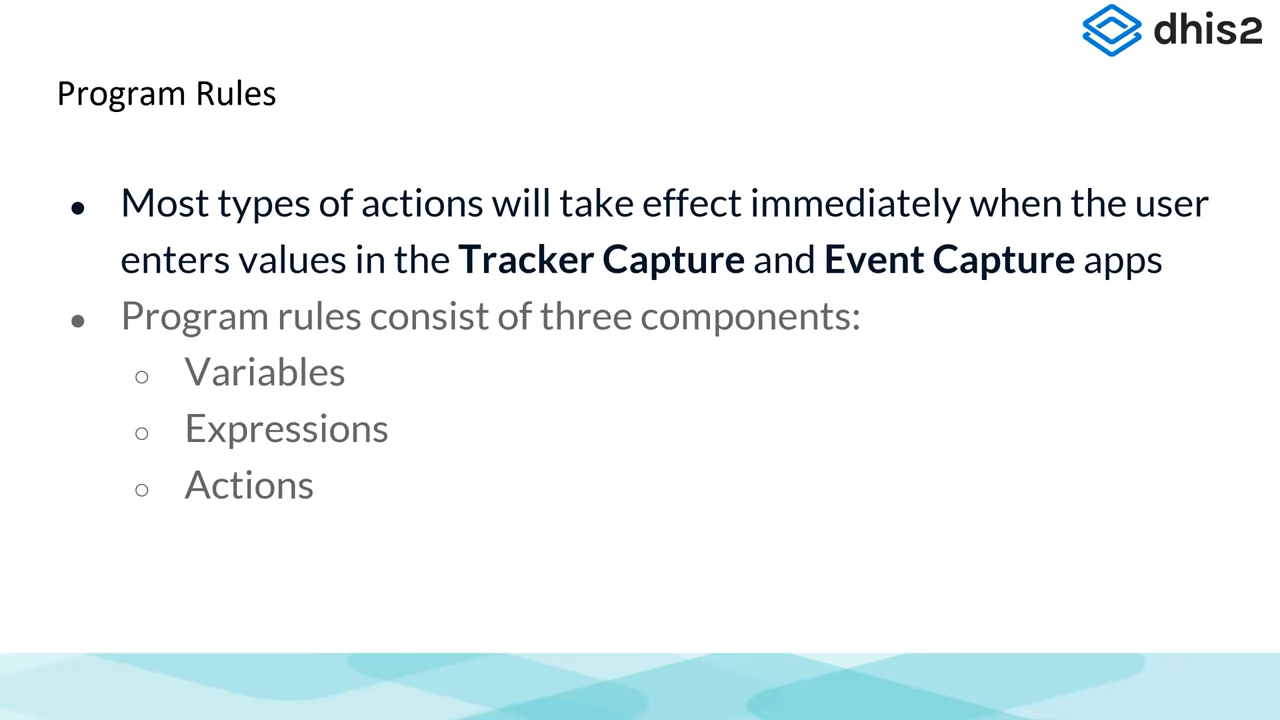 dhis2
Program Rules
● Most types of actions will take effect immediately when the user
enters values in the Tracker Capture and Event Capture apps
● Program rules consist of three components:
○ Variables
○ Expressions
○ Actions